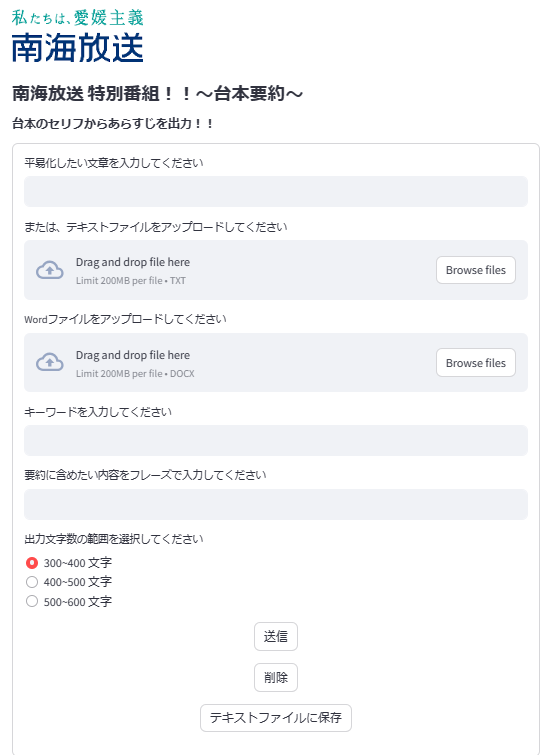 私たちは、愛媛主義
南海放送
南海放送 特別番組！！～台本要約～
台本のセリフからあらすじを出力！！
平易化したい文章を入力してください
または、テキストファイルをアップロードしてください
Drag and drop file here
Limit 200MB per file • TXT
Browse files
Wordファイルをアップロードしてください
Drag and drop file here
Limit 200MB per file • DOCX
Browse files
キーワードを入力してください
要約に含めたい内容をフレーズで入力してください
出力文字数の範囲を選択してください
300~400 文字
400~500 文字
500~600 文字
送信
削除
テキストファイルに保存